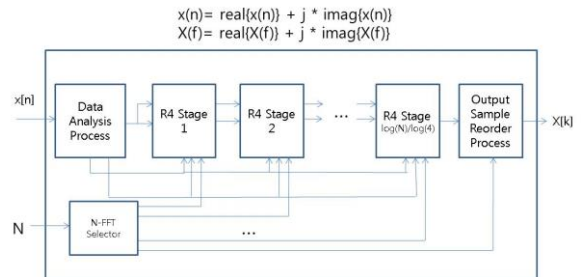 x(n)= real{x(n)} + j * imag{x(n)}
X(f)= real{X(f)} + j * imag{X(f)}
x[n]
Data
Analysis
Process
R4 Stage
1
R4 Stage
2
...
R4 Stage
log(N)/log(4)
Output
Sample
Reorder
Process
X[k]
N
N-FFT
Selector
...